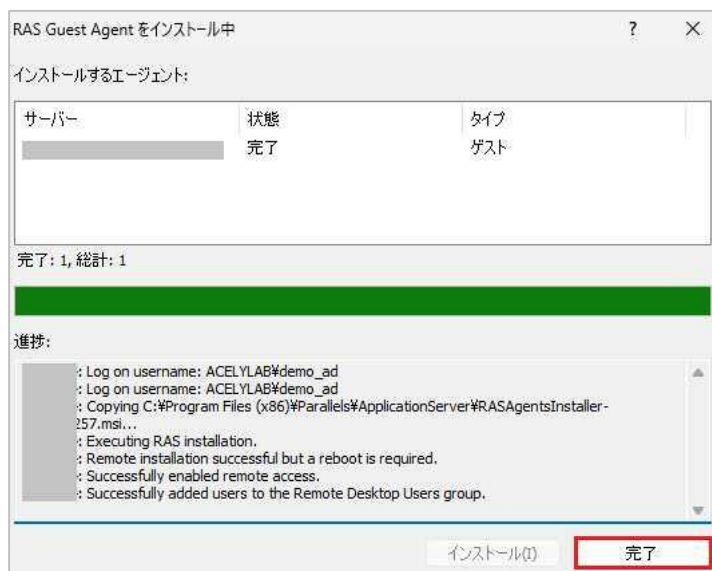 RAS Guest Agent をインストール中
? ×
インストールするエージェント:
サーバー 状態 タイプ
完了 ゲスト
完了: 1, 総計: 1
進捗:
: Log on username: ACELYLAB¥demo_ad
: Log on username: ACELYLAB¥demo_ad
: Copying C:¥Program Files (x86)¥Parallels¥ApplicationServer¥RASAgentsInstaller-
257.msi...
: Executing RAS installation.
: Remote installation successful but a reboot is required.
: Successfully enabled remote access.
: Successfully added users to the Remote Desktop Users group.
インストール(I) 完了